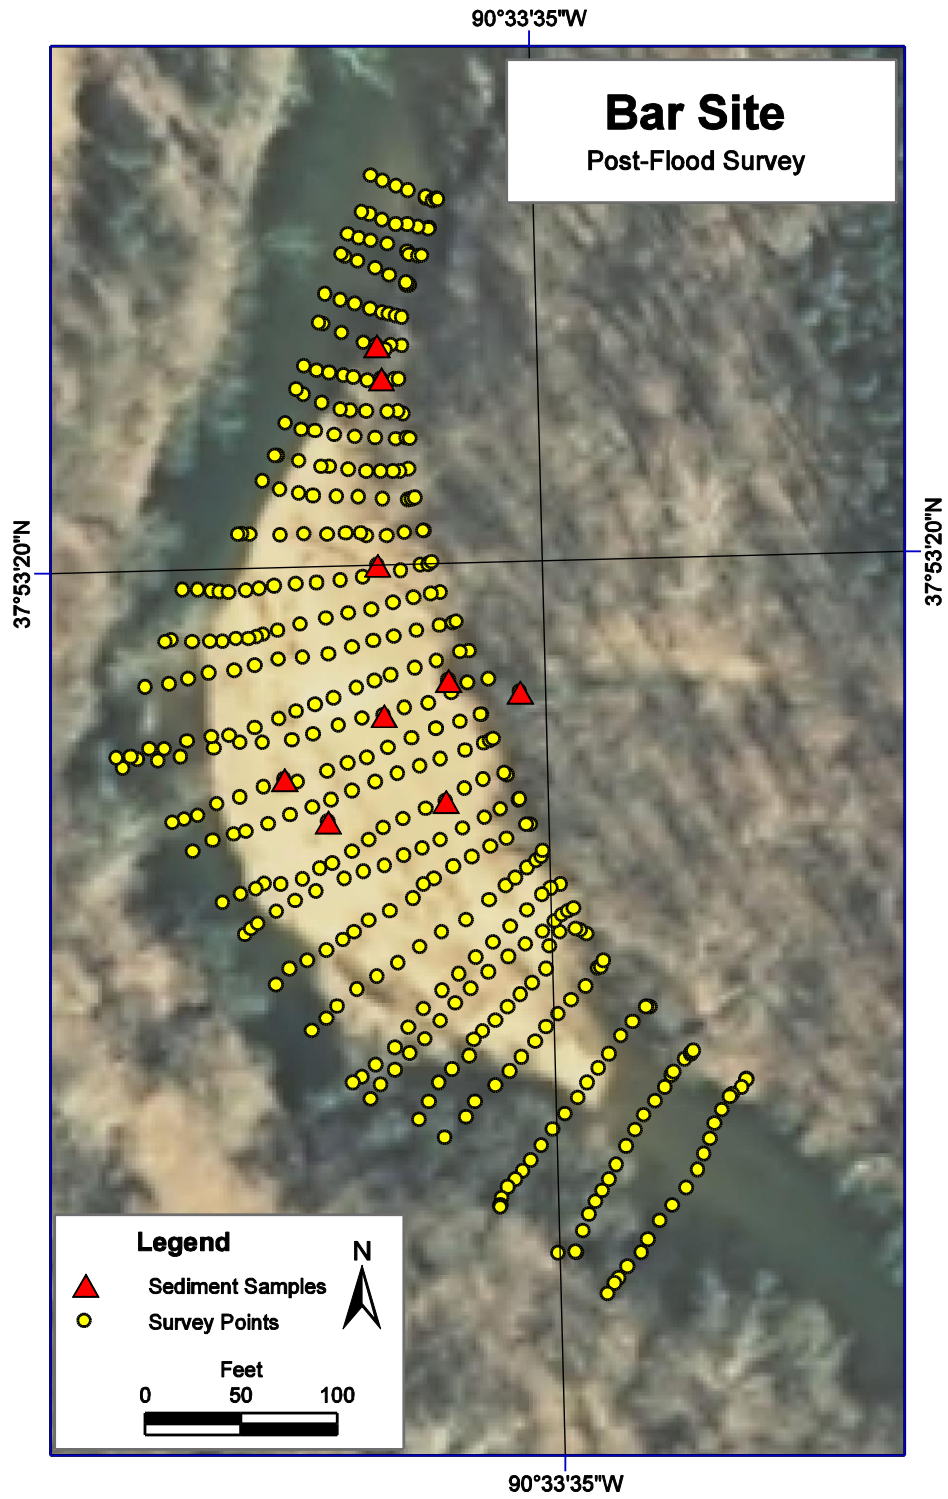 90°33'35"W
Bar Site
Post-Flood Survey
37°53'20"N
37°53'20"N
Legend
N
Sediment Samples
Survey Points
Feet
0 50 100
90°33'35"W